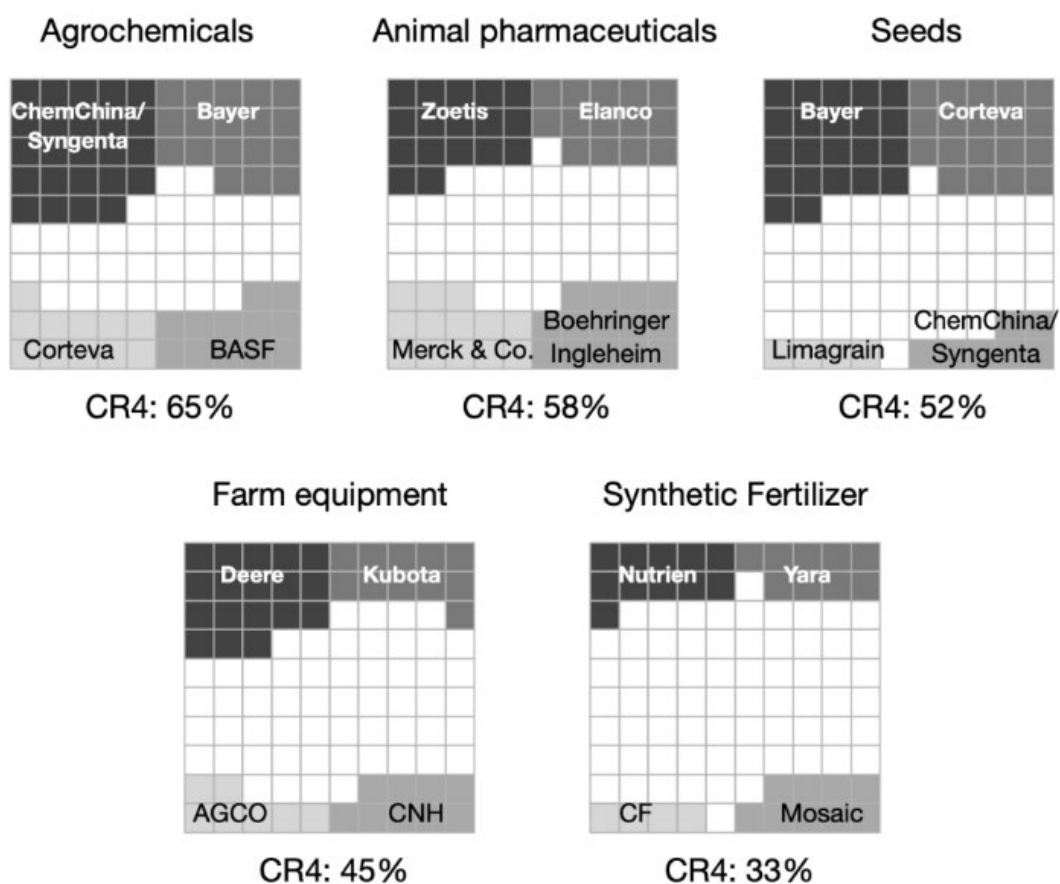 Agrochemicals
Animal pharmaceuticals
Seeds
ChemChina/
Syngenta
Bayer
Corteva
BASF
CR4: 65%
Zoetis
Elanco
Merck & Co.
Boehringer
Ingleheim
CR4: 58%
Bayer
Corteva
Limagrain
ChemChina/
Syngenta
CR4: 52%
Farm equipment
Synthetic Fertilizer
Deere
Kubota
AGCO
CNH
CR4: 45%
Nutrien
Yara
CF
Mosaic
CR4: 33%